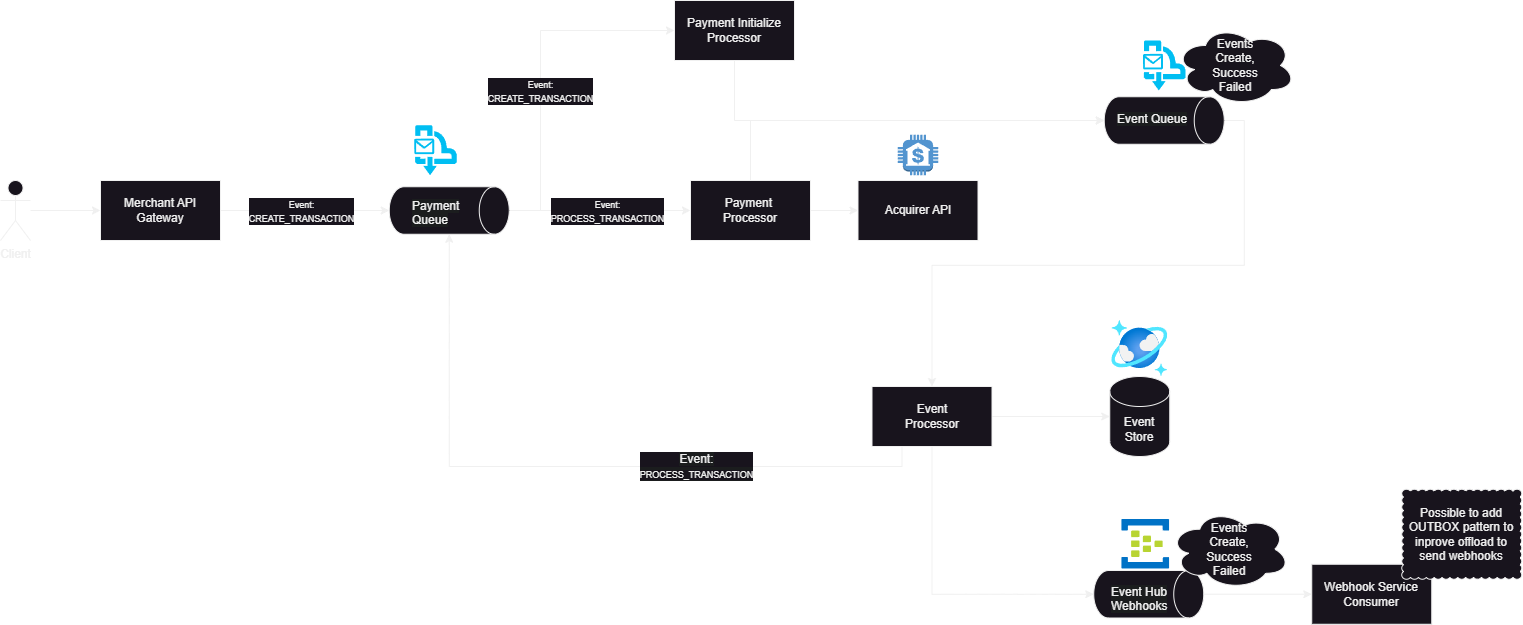 Payment Initialize
Processor
Events
Create,
Success
Failed
Event:
CREATE_TRANSACTION
Event Queue
Merchant API
Gateway
Event:
CREATE_TRANSACTION
Payment
Queue
Event:
PROCESS_TRANSACTION
Payment
Processor
$
Acquirer API
Client
Event
Processor
Event
Store
Event:
PROCESS_TRANSACTION
Possible to add
OUTBOX pattern to
inprove offload to
send webhooks
Events
Create,
Success
Failed
Event Hub
Webhooks
Webhook Service
Consumer